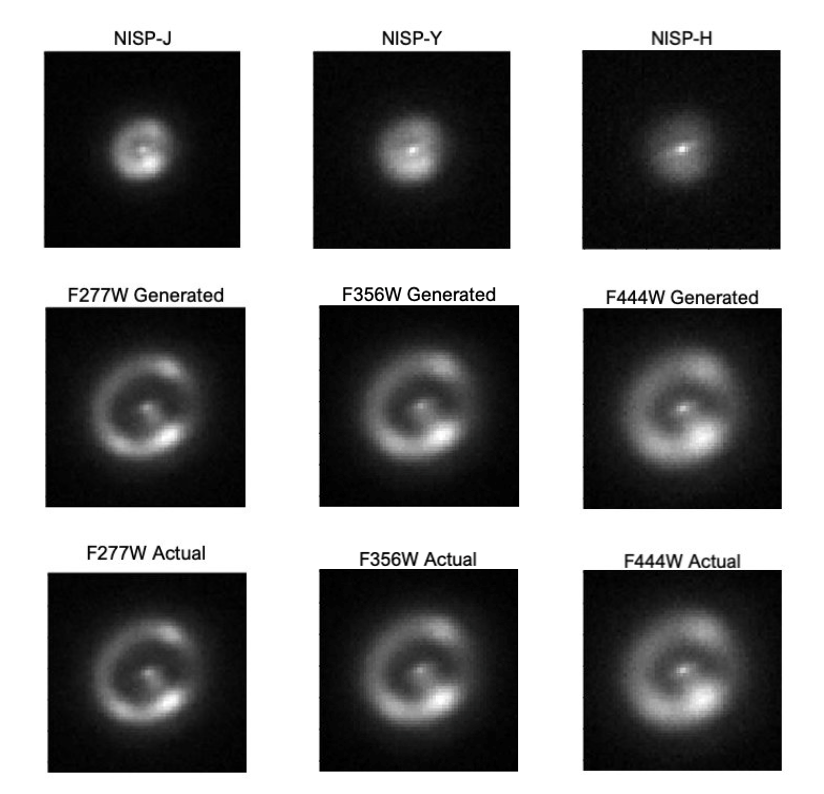 NISP-J
NISP-Y
NISP-H
F277W Generated
F356W Generated
F444W Generated
F277W Actual
F356W Actual
F444W Actual